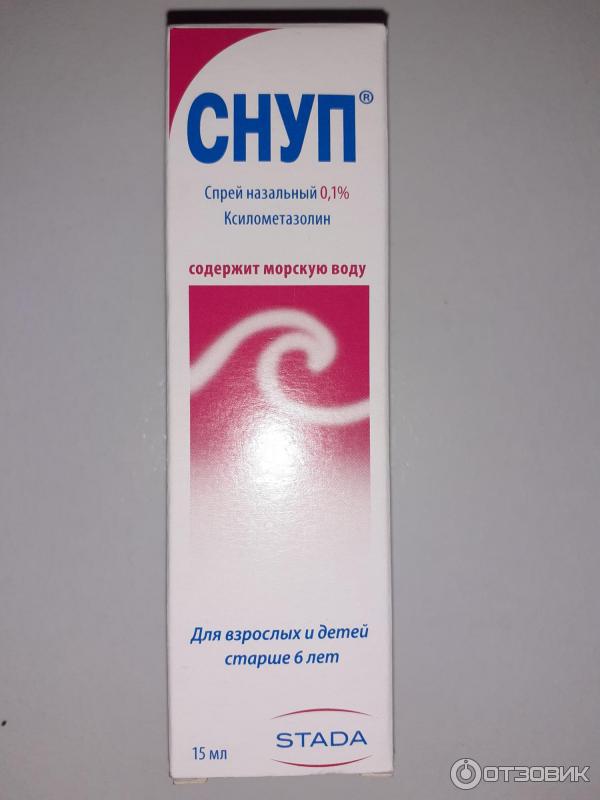 СНУП®
Спрей назальный 0,1%
Ксилометазолин
содержит морскую воду
Для взрослых и детей
старше 6 лет
15 мл
STADA
ОТЗОВИК